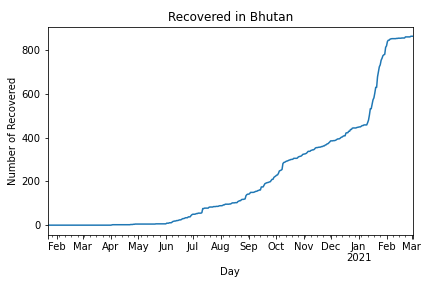 Recovered in Bhutan
Number of Recovered
800
600
400
200
0
Feb Mar Apr May Jun Jul Aug Sep Oct Nov Dec Jan Feb Mar
2021
Day